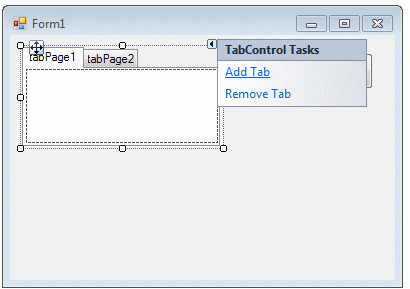 Form1
tabPage1 tabPage2
TabControl Tasks
Add Tab
Remove Tab